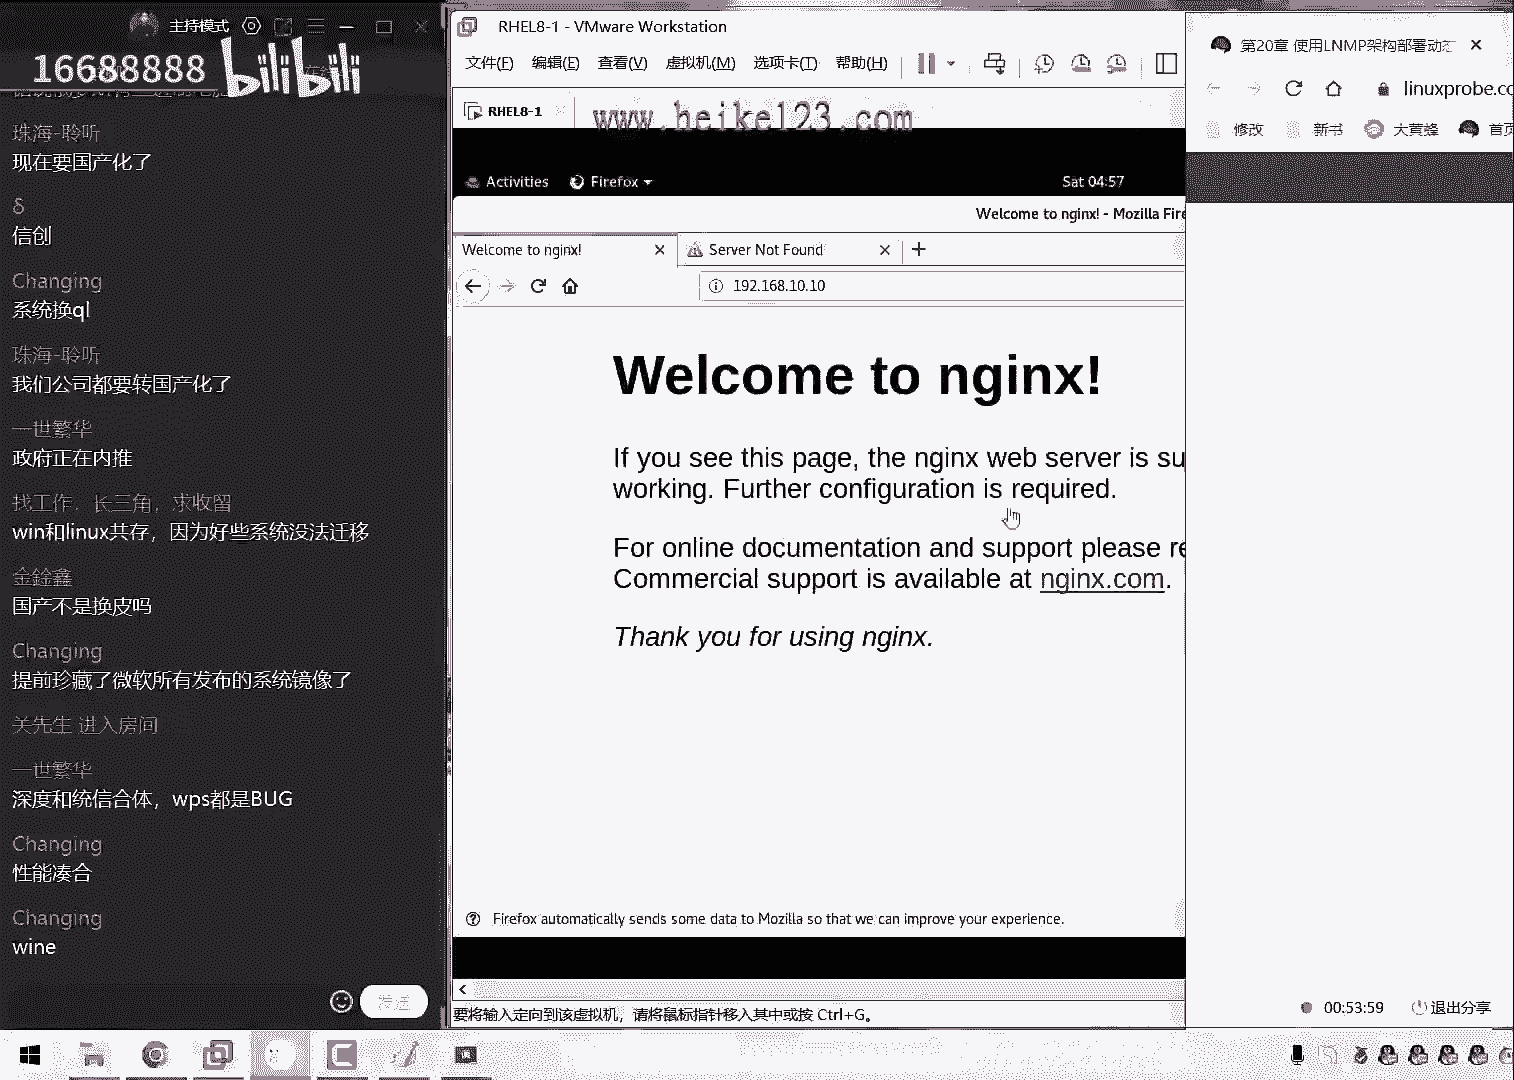 主持模式
16688888
bilibili
珠海-聆听
现在要国产化了
δ
信创
Changing
系统换ql
珠海-聆听
我们公司都要转国产化了
一世繁华
政府正在内推
找工作．长三角，求收留
win和linux共存，因为好些系统没法迁移
金鍂鑫
国产不是换皮吗
Changing
提前珍藏了微软所有发布的系统镜像了
关先生 进入房间
一世繁华
深度和统信合体，wps都是BUG
Changing
性能凑合
Changing
wine
发送
RHEL8-1 - VMware Workstation
文件(F) 编辑(E) 查看(V) 虚拟机(M) 选项卡(T) 帮助(H)
RHEL8-1
www.heike123.com
Activities Firefox Sat 04:57
Welcome to nginx! - Mozilla Fire
Welcome to nginx! Server Not Found
192.168.10.10
Welcome to nginx!
If you see this page, the nginx web server is su
working. Further configuration is required.
For online documentation and support please re
Commercial support is available at nginx.com.
Thank you for using nginx.
Firefox automatically sends some data to Mozilla so that we can improve your experience.
要将输入定向到该虚拟机，请将鼠标指针移入其中或按 Ctrl+G。
第20章 使用LNMP架构部署动态
linuxprobe.co
修改 新书 大黄蜂 首页
00:53:59 退出分享